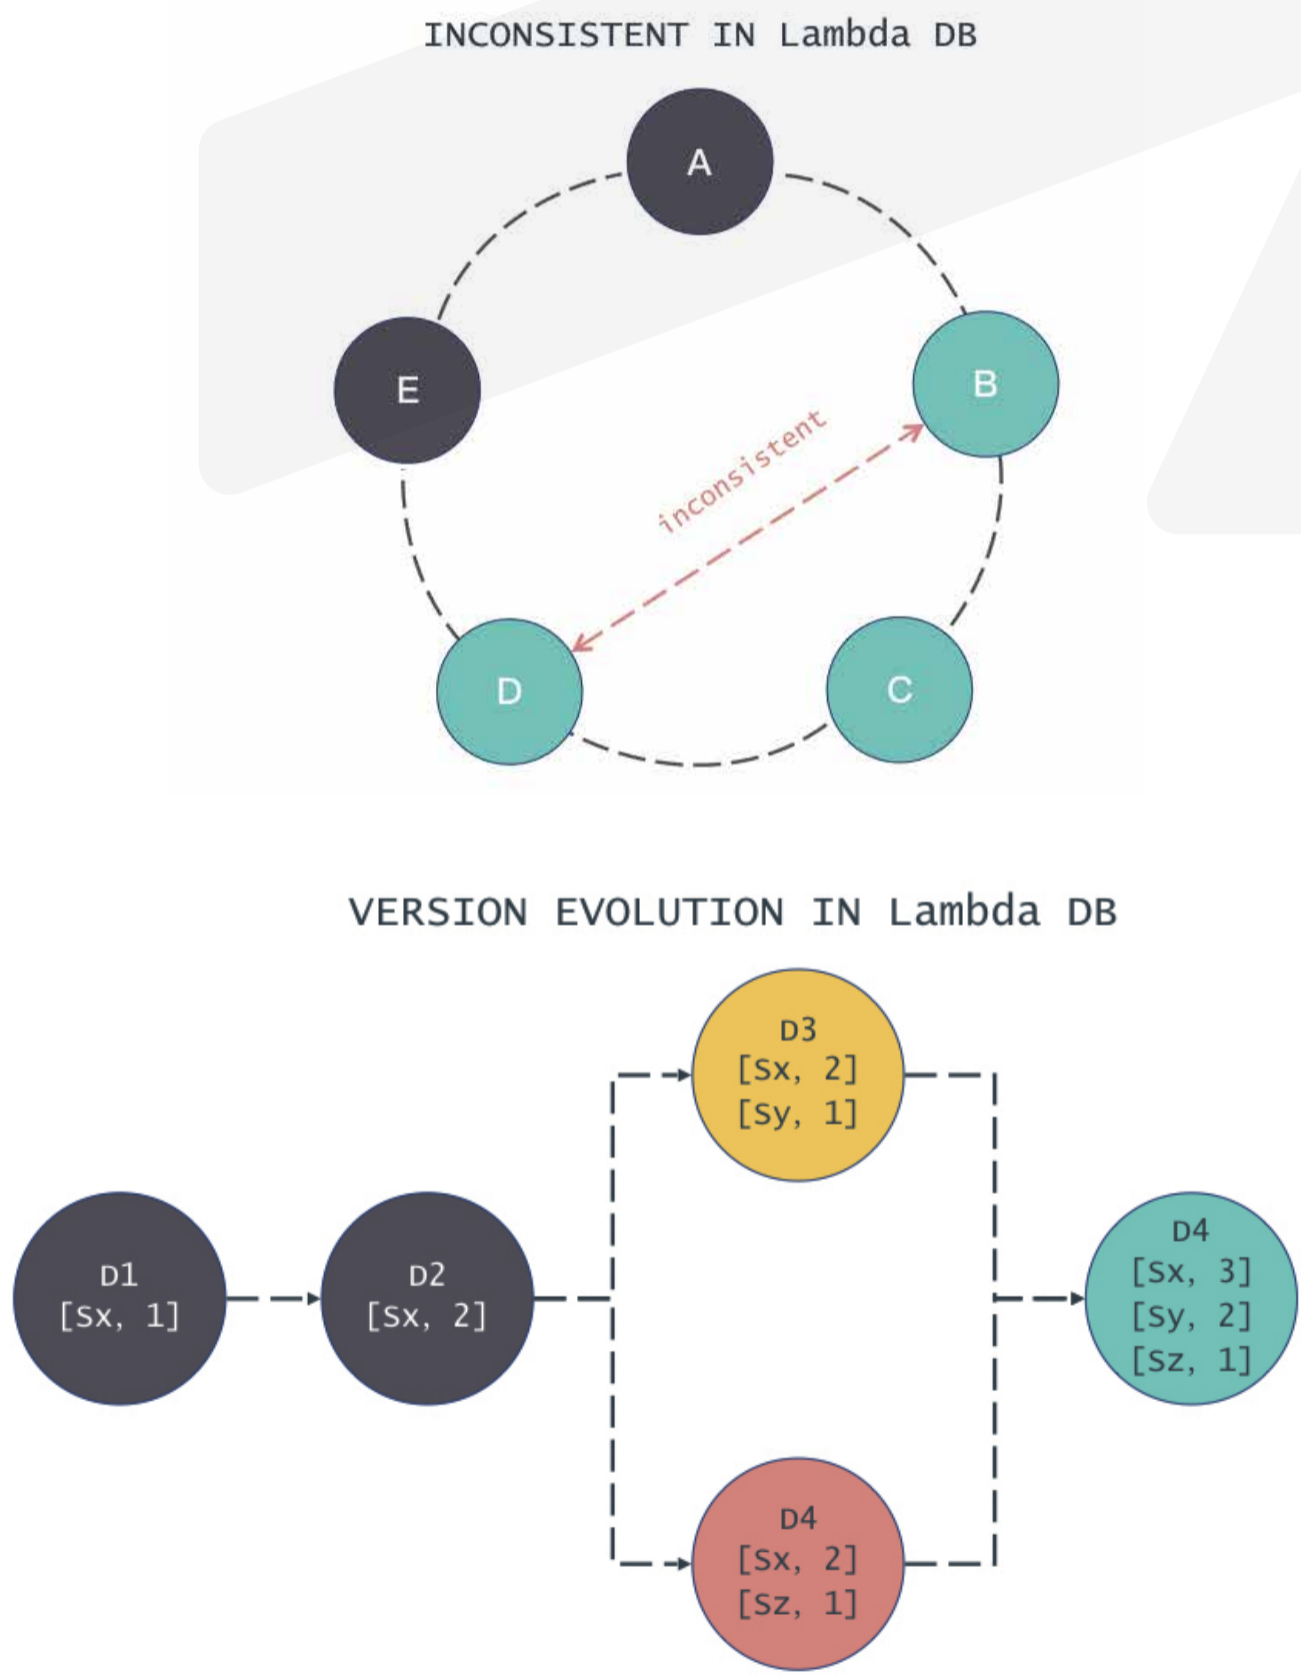 INCONSISTENT IN Lambda DB
A
E
B
inconsistent
D
C
VERSION EVOLUTION IN Lambda DB
D3
[Sx, 2]
[Sy, 1]
D1
[Sx, 1]
D2
[Sx, 2]
D4
[Sx, 3]
[Sy, 2]
[Sz, 1]
D4
[Sx, 2]
[Sz, 1]